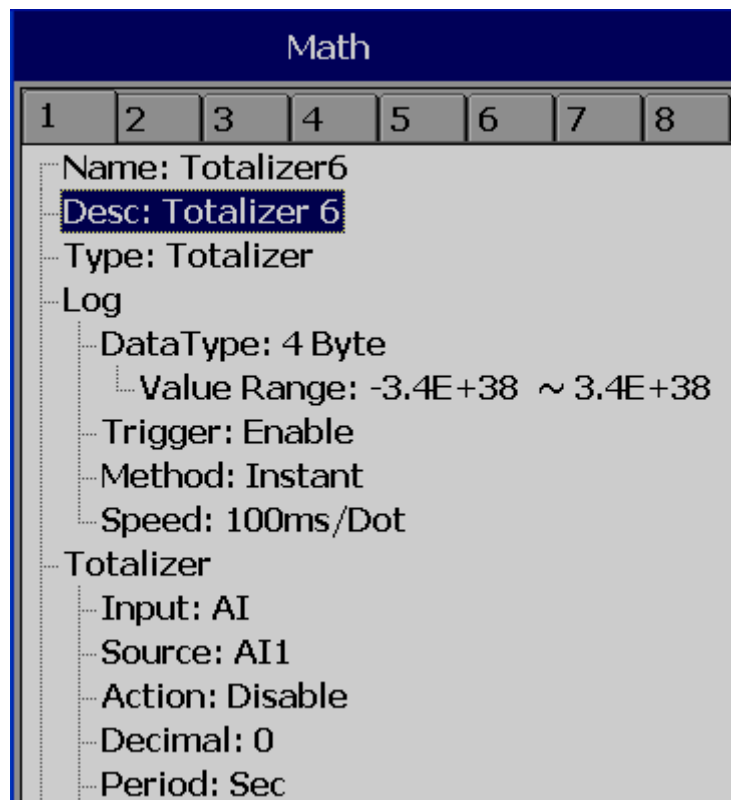 Math
1 2 3 4 5 6 7 8
Name: Totalizer6
Desc: Totalizer 6
Type: Totalizer
Log
DataType: 4 Byte
Value Range: -3.4E+38 ~ 3.4E+38
Trigger: Enable
Method: Instant
Speed: 100ms/Dot
Totalizer
Input: AI
Source: AI1
Action: Disable
Decimal: 0
Period: Sec